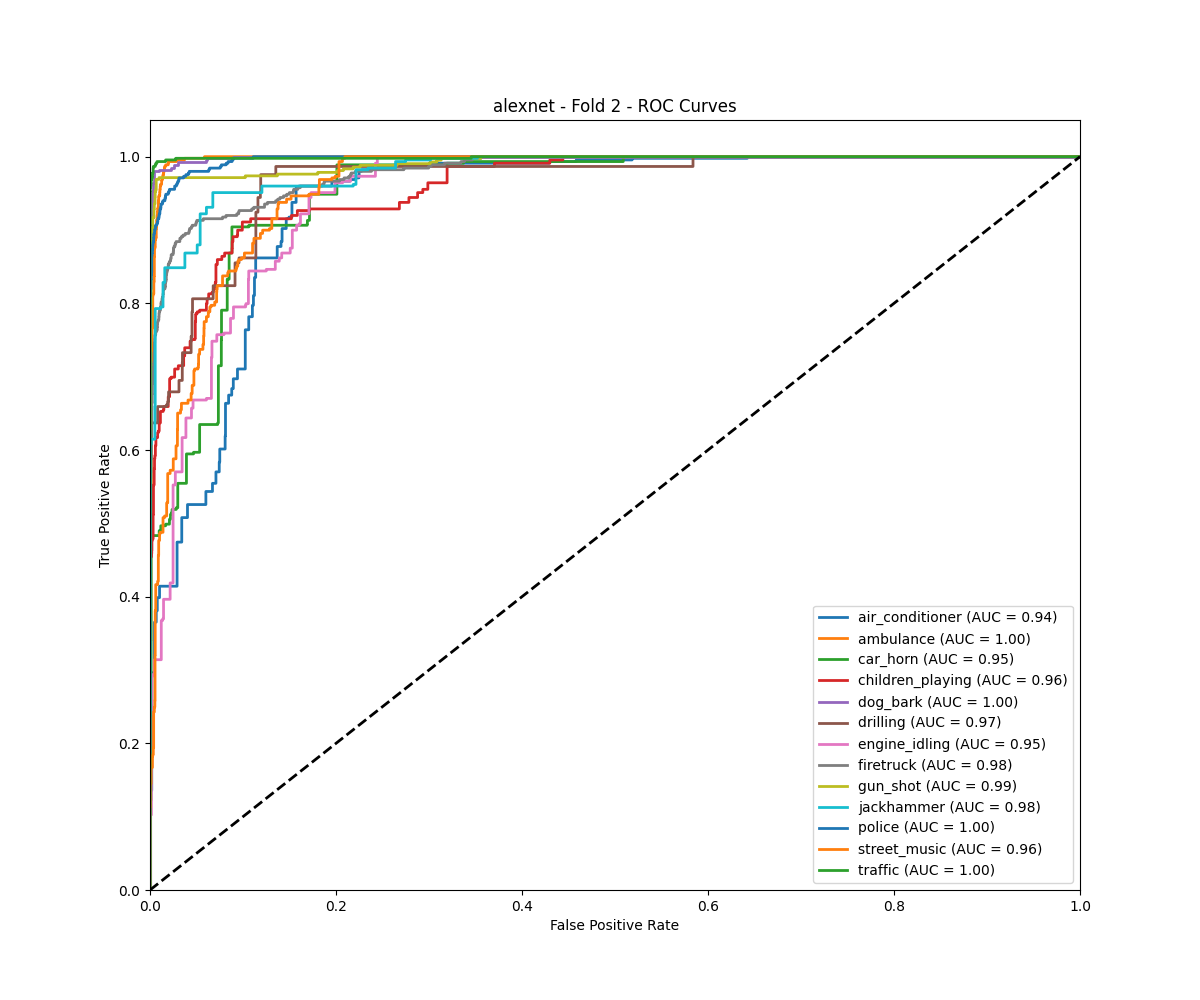 alexnet - Fold 2 - ROC Curves
True Positive Rate
1.0
0.8
0.6
0.4
0.2
0.0
0.0 0.2 0.4 0.6 0.8 1.0
False Positive Rate
air_conditioner (AUC = 0.94)
ambulance (AUC = 1.00)
car_horn (AUC = 0.95)
children_playing (AUC = 0.96)
dog_bark (AUC = 1.00)
drilling (AUC = 0.97)
engine_idling (AUC = 0.95)
firetruck (AUC = 0.98)
gun_shot (AUC = 0.99)
jackhammer (AUC = 0.98)
police (AUC = 1.00)
street_music (AUC = 0.96)
traffic (AUC = 1.00)